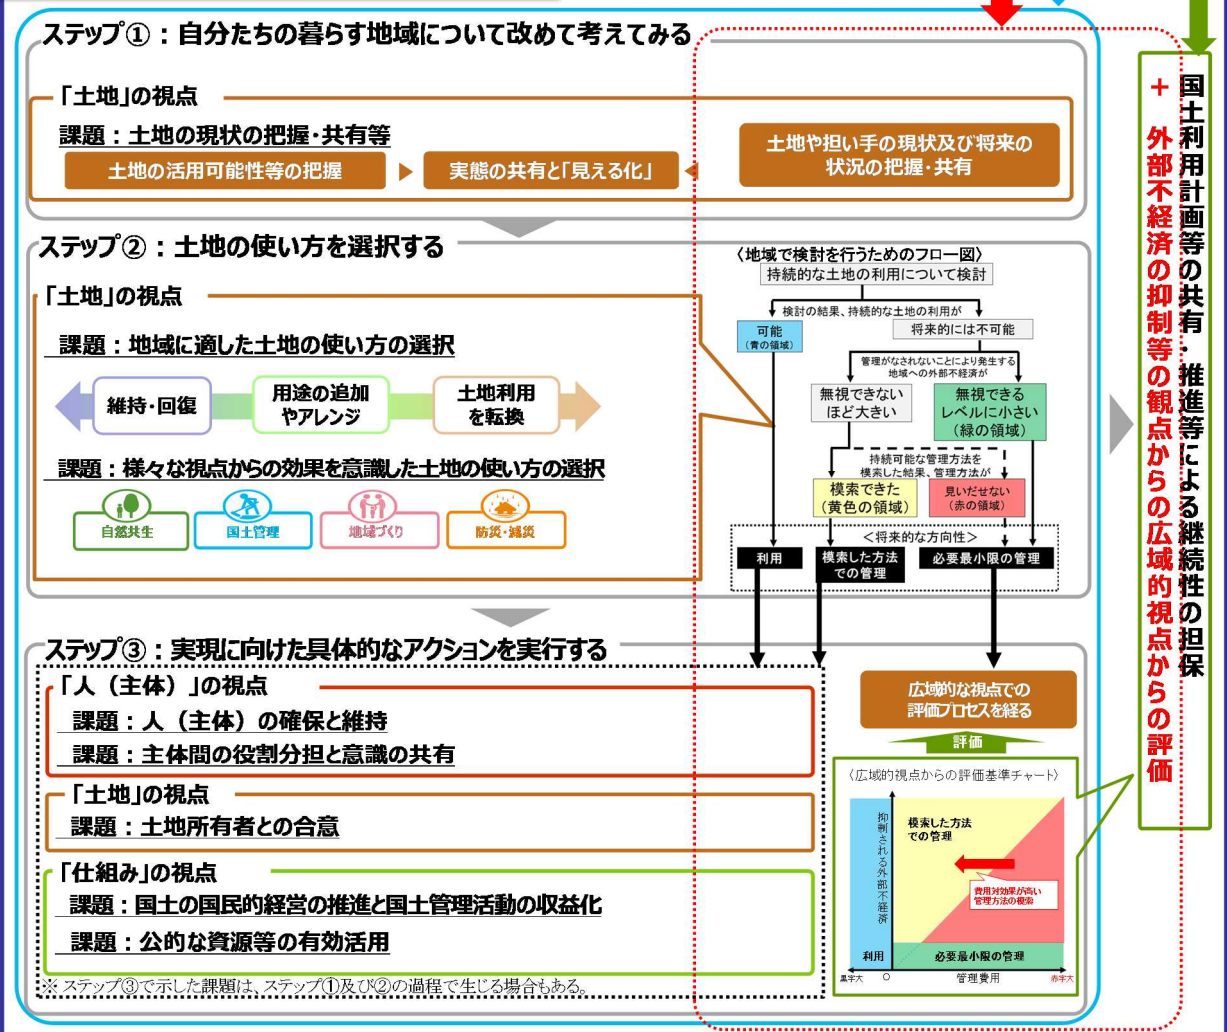 ステップ①：自分たちの暮らす地域について改めて考えてみる
「土地」の視点
課題：土地の現状の把握・共有等
土地の活用可能性等の把握
実態の共有と「見える化」
土地や担い手の現状及び将来の
状況の把握・共有
ステップ②：土地の使い方を選択する
「土地」の視点
課題：地域に適した土地の使い方の選択
維持・回復
用途の追加
やアレンジ
土地利用
を転換
課題：様々な視点からの効果を意識した土地の使い方の選択
自然共生
国土管理
地域づくり
防災・減災
〈地域で検討を行うためのフロー図〉
持続的な土地の利用について検討
検討の結果、持続的な土地の利用が
可能
（青の領域）
将来的には不可能
管理がなされないことにより発生する
地域への外部不経済が
無視できない
ほど大きい
無視できる
レベルに小さい
（緑の領域）
持続可能な管理方法を
模索した結果、管理方法が
模索できた
（黄色の領域）
見いだせない
（赤の領域）
＜将来的な方向性＞
利用
模索した方法
での管理
必要最小限の管理
ステップ③：実現に向けた具体的なアクションを実行する
「人（主体）」の視点
課題：人（主体）の確保と維持
課題：主体間の役割分担と意識の共有
「土地」の視点
課題：土地所有者との合意
「仕組み」の視点
課題：国土の国民的経営の推進と国土管理活動の収益化
課題：公的な資源等の有効活用
※ ステップ③で示した課題は、ステップ①及び②の過程で生じる場合もある。
広域的な視点での
評価プロセスを経る
評価
〈広域的視点からの評価基準チャート〉
抑制される外部不経済
模索した方法
での管理
費用対効果が高い
管理方法の模索
利用
必要最小限の管理
黒字大
O
管理費用
赤字大
国土利用計画等の共有・推進等による継続性の担保
＋ 外部不経済の抑制等の観点からの広域的視点からの評価